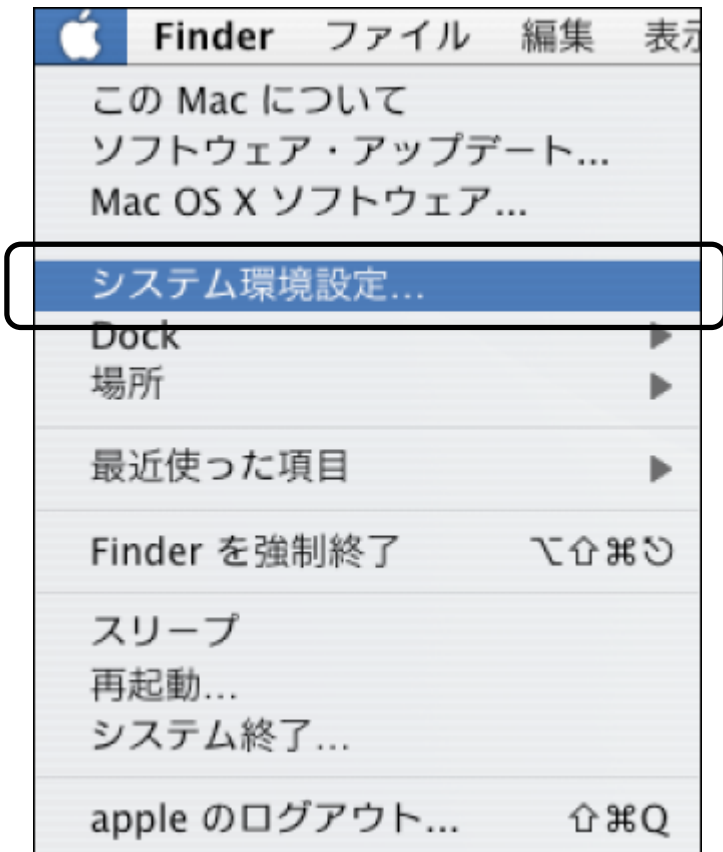 Finder ファイル 編集 表示
この Mac について
ソフトウェア・アップデート...
Mac OS X ソフトウェア...
システム環境設定...
Dock ▶
場所 ▶
最近使った項目 ▶
Finder を強制終了 ⌥⇧⌘⎋
スリープ
再起動...
システム終了...
apple のログアウト... ⇧⌘Q